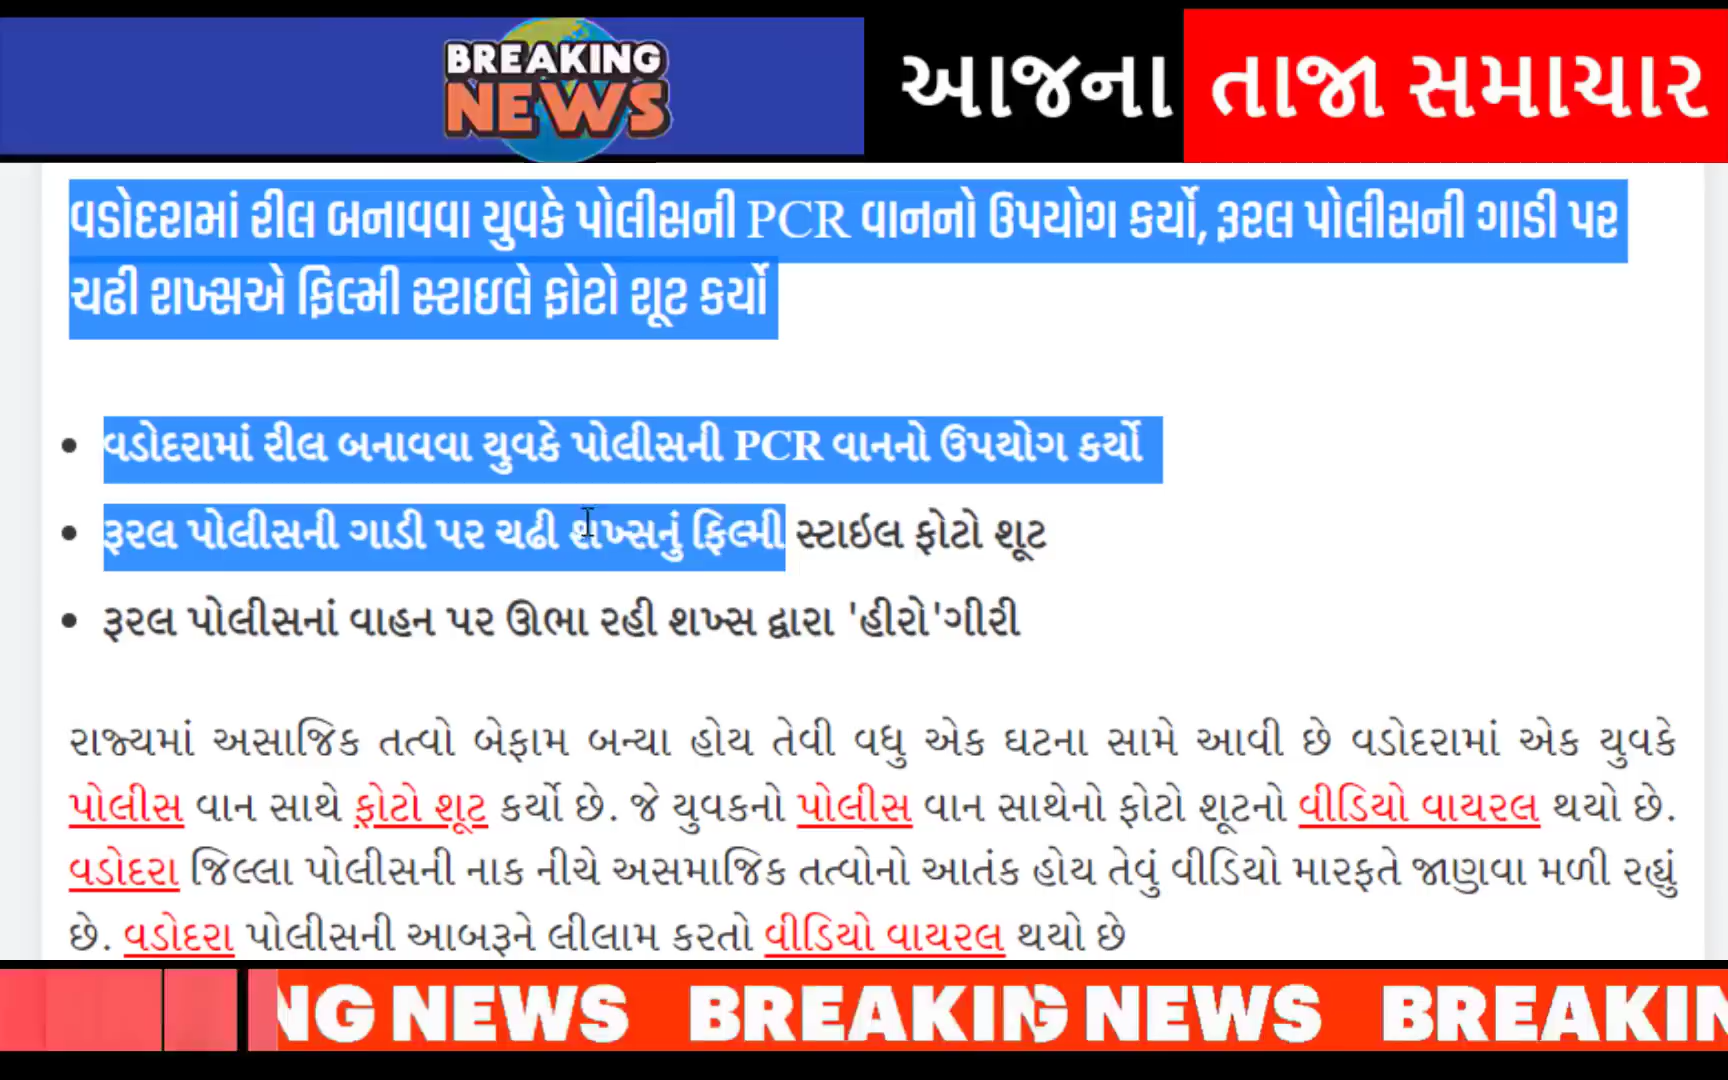 BREAKING
NEWS
આજના તાજા સમાચાર
વડોદરામાં રીલ બનાવવા યુવકે પોલીસની PCR વાનનો ઉપયોગ કર્યો, રૂરલ પોલીસની ગાડી પર
ચઢી શખ્સએ ફિલ્મી સ્ટાઇલે ફોટો શૂટ કર્યો
• વડોદરામાં રીલ બનાવવા યુવકે પોલીસની PCR વાનનો ઉપયોગ કર્યો
• રૂરલ પોલીસની ગાડી પર ચઢી શખ્સનું ફિલ્મી સ્ટાઇલ ફોટો શૂટ
• રૂરલ પોલીસનાં વાહન પર ઊભા રહી શખ્સ દ્વારા 'હીરો'ગીરી
રાજ્યમાં અસાજિક તત્વો બેફામ બન્યા હોય તેવી વધુ એક ઘટના સામે આવી છે વડોદરામાં એક યુવકે
પોલીસ વાન સાથે ફોટો શૂટ કર્યો છે. જે યુવકનો પોલીસ વાન સાથેનો ફોટો શૂટનો વીડિયો વાયરલ થયો છે.
વડોદરા જિલ્લા પોલીસની નાક નીચે અસમાજિક તત્વોનો આતંક હોય તેવું વીડિયો મારફતે જાણવા મળી રહ્યું
છે. વડોદરા પોલીસની આબરૂને લીલામ કરતો વીડિયો વાયરલ થયો છે
NG NEWS BREAKING NEWS BREAKIN